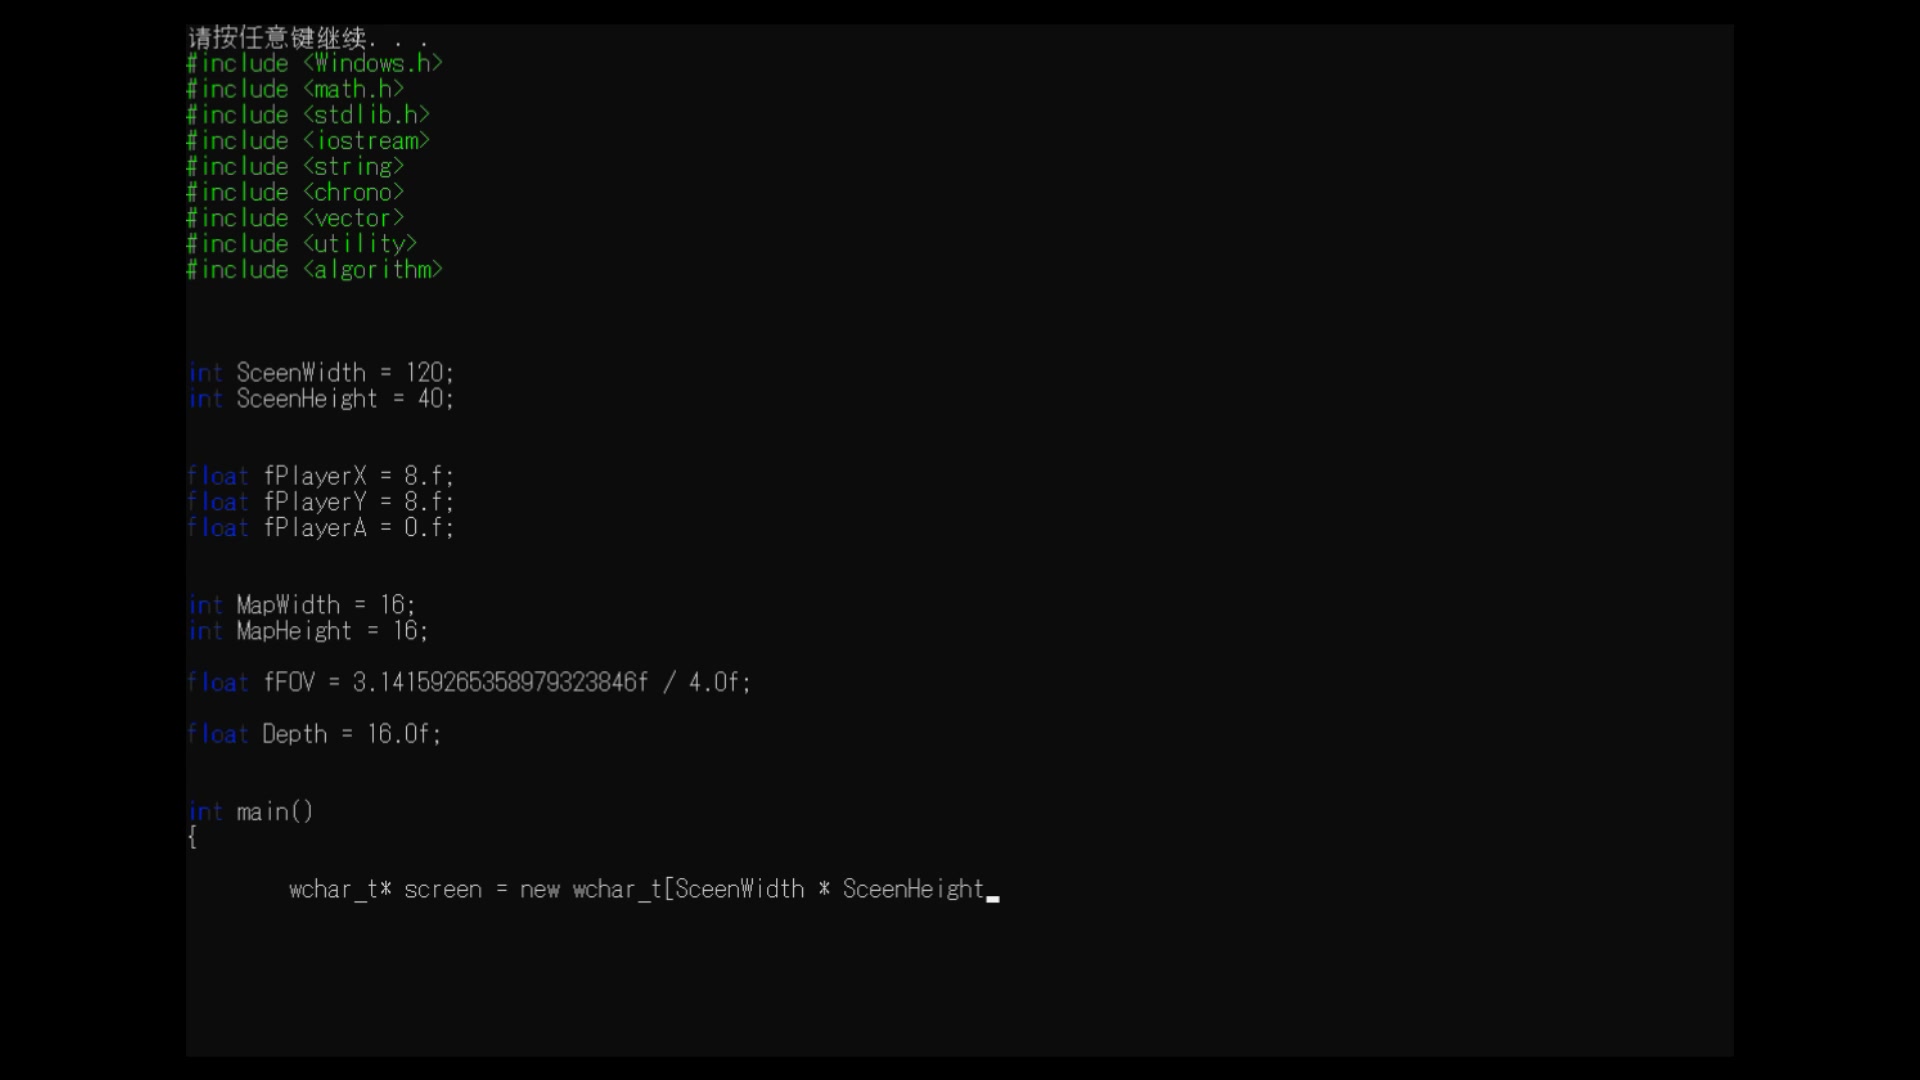 请按任意键继续. . .
#include <Windows.h>
#include <math.h>
#include <stdlib.h>
#include <iostream>
#include <string>
#include <chrono>
#include <vector>
#include <utility>
#include <algorithm>
int SceenWidth = 120;
int SceenHeight = 40;
float fPlayerX = 8.f;
float fPlayerY = 8.f;
float fPlayerA = 0.f;
int MapWidth = 16;
int MapHeight = 16;
float fFOV = 3.14159265358979323846f / 4.0f;
float Depth = 16.0f;
int main()
{
wchar_t* screen = new wchar_t[SceenWidth * SceenHeight